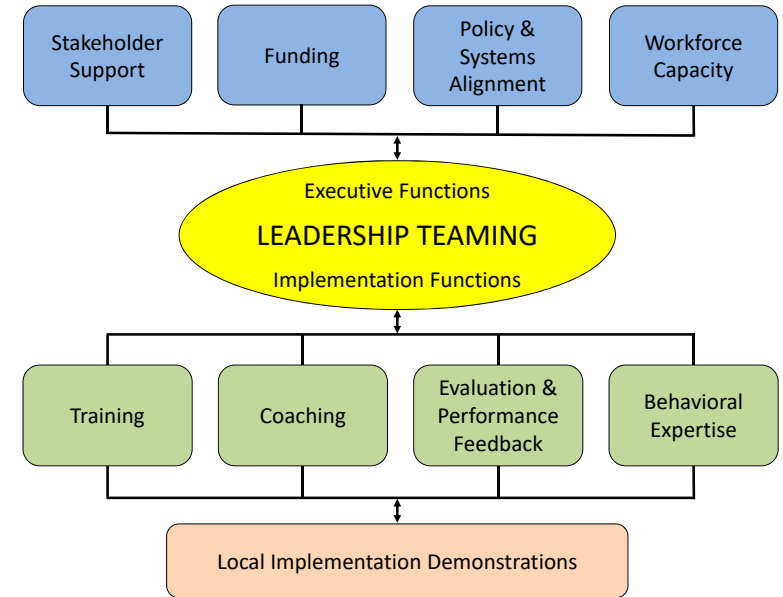 Stakeholder
Support
Funding
Policy &
Systems
Alignment
Workforce
Capacity
Executive Functions
LEADERSHIP TEAMING
Implementation Functions
Training
Coaching
Evaluation &
Performance
Feedback
Behavioral
Expertise
Local Implementation Demonstrations